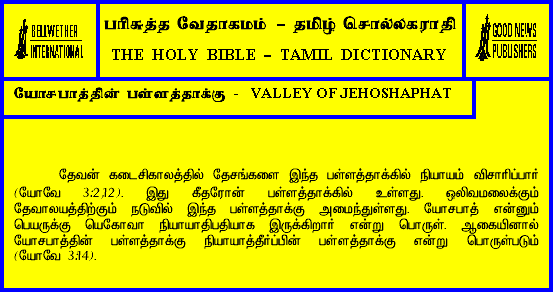 BELLWETHER
INTERNATIONAL
பரிசுத்த வேதாகமம் – தமிழ் சொல்லகராதி
THE HOLY BIBLE – TAMIL DICTIONARY
GOOD NEWS
PUBLISHERS
யோசபாத்தின் பள்ளத்தாக்கு - VALLEY OF JEHOSHAPHAT
தேவன் கடைசிகாலத்தில் தேசங்களை இந்த பள்ளத்தாக்கில் நியாயம் விசாரிப்பார்
(யோவே 3:2,12). இது கீதரோன் பள்ளத்தாக்கில் உள்ளது. ஒலிவமலைக்கும்
தேவாலயத்திற்கும் நடுவில் இந்த பள்ளத்தாக்கு அமைந்துள்ளது. யோசபாத் என்னும்
பெயருக்கு யெகோவா நியாயாதிபதியாக இருக்கிறார் என்று பொருள். ஆகையினால்
யோசபாத்தின் பள்ளத்தாக்கு நியாயத்தீர்ப்பின் பள்ளத்தாக்கு என்று பொருள்படும்
(யோவே 3:14).